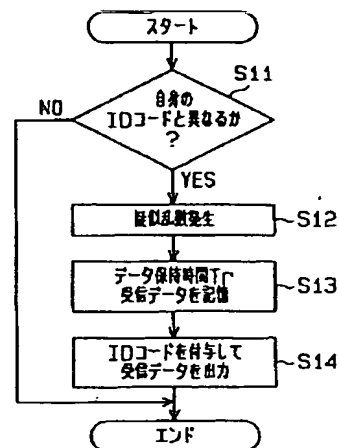 スタート
S11
自身の
IDコードと異なるか
?
NO
YES
疑似乱数発生
S12
データ保持時間T
受信データを記憶
S13
IDコードを付与して
受信データを出力
S14
エンド